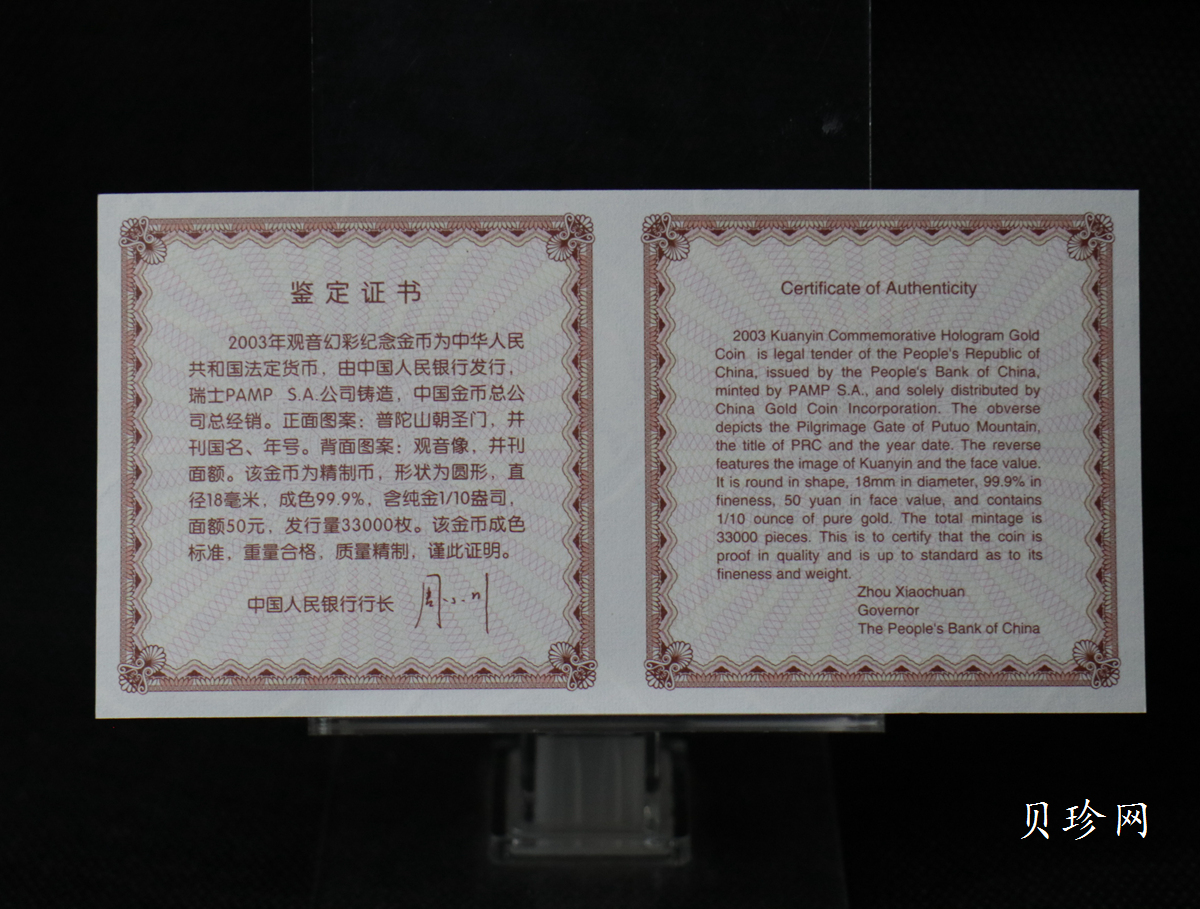 鉴定证书
2003年观音幻彩纪念金币为中华人民
共和国法定货币，由中国人民银行发行，
瑞士PAMP S.A.公司铸造，中国金币总公
司总经销。正面图案：普陀山朝圣门，并
刊国名、年号。背面图案：观音像，并刊
面额。该金币为精制币，形状为圆形，直
径18毫米，成色99.9%，含纯金1/10盎司，
面额50元，发行量33000枚。该金币成色
标准，重量合格，质量精制，谨此证明。
中国人民银行行长 周小川
Certificate of Authenticity
2003 Kuanyin Commemorative Hologram Gold
Coin is legal tender of the People's Republic of
China, issued by the People's Bank of China,
minted by PAMP S.A., and solely distributed by
China Gold Coin Incorporation. The obverse
depicts the Pilgrimage Gate of Putuo Mountain,
the title of PRC and the year date. The reverse
features the image of Kuanyin and the face value.
It is round in shape, 18mm in diameter, 99.9% in
fineness, 50 yuan in face value, and contains
1/10 ounce of pure gold. The total mintage is
33000 pieces. This is to certify that the coin is
proof in quality and is up to standard as to its
fineness and weight.
Zhou Xiaochuan
Governor
The People's Bank of China
贝珍网